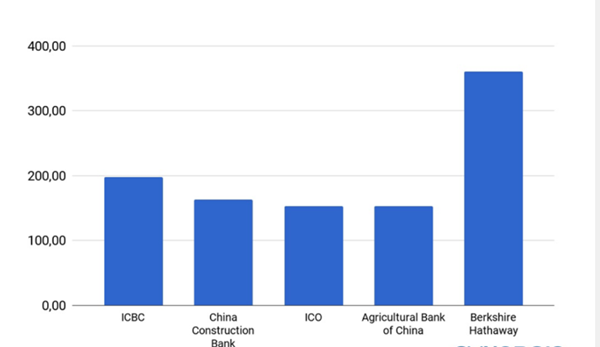 400,00
300,00
200,00
100,00
0,00
ICBC
China
Construction
Bank
ICO
Agricultural Bank
of China
Berkshire
Hathaway